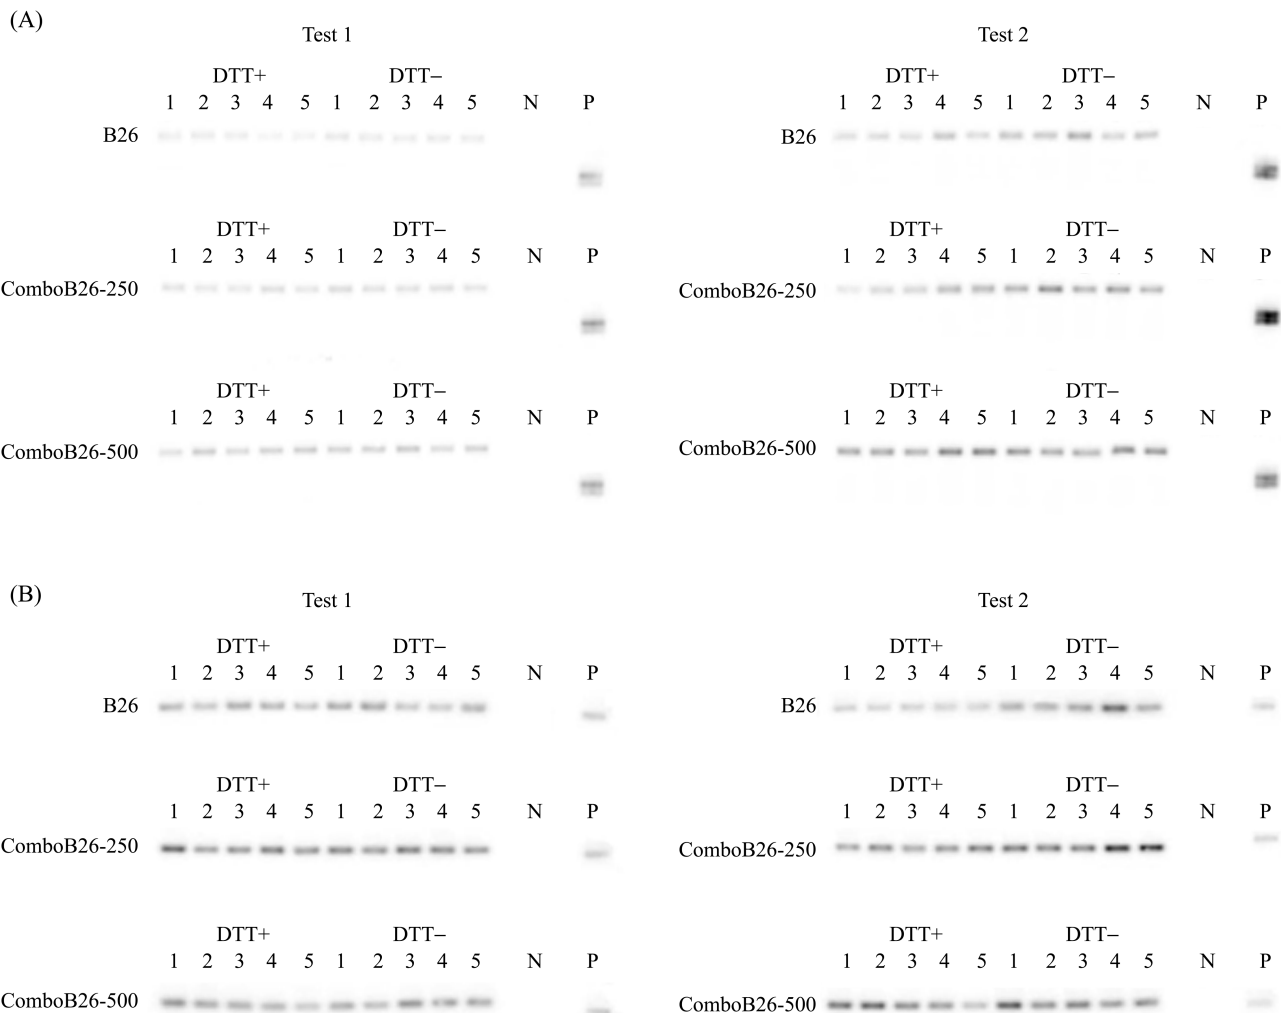 (A)
Test 1
DTT+ DTT−
1 2 3 4 5 1 2 3 4 5 N P
B26
DTT+ DTT−
1 2 3 4 5 1 2 3 4 5 N P
ComboB26-250
DTT+ DTT−
1 2 3 4 5 1 2 3 4 5 N P
ComboB26-500
Test 2
DTT+ DTT−
1 2 3 4 5 1 2 3 4 5 N P
B26
DTT+ DTT−
1 2 3 4 5 1 2 3 4 5 N P
ComboB26-250
DTT+ DTT−
1 2 3 4 5 1 2 3 4 5 N P
ComboB26-500
(B)
Test 1
DTT+ DTT−
1 2 3 4 5 1 2 3 4 5 N P
B26
DTT+ DTT−
1 2 3 4 5 1 2 3 4 5 N P
ComboB26-250
DTT+ DTT−
1 2 3 4 5 1 2 3 4 5 N P
ComboB26-500
Test 2
DTT+ DTT−
1 2 3 4 5 1 2 3 4 5 N P
B26
DTT+ DTT−
1 2 3 4 5 1 2 3 4 5 N P
ComboB26-250
DTT+ DTT−
1 2 3 4 5 1 2 3 4 5 N P
ComboB26-500